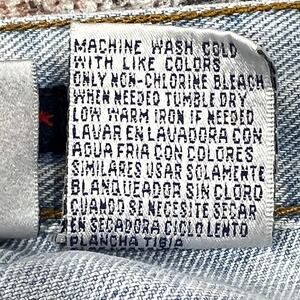 MACHINE WASH COLD
WITH LIKE COLORS
ONLY NON-CHLORINE BLEACH
WHEN NEEDED TUMBLE DRY
LOW WARM IRON IF NEEDED
LAVAR EN LAVADORA CON
AGUA FRIA CON COLORES
SIMILARES USAR SOLAMENTE
BLANQUEADOR SIN CLORO
CUANDO SE NECESITE SECAR
EN SECADORA CICLO LENTO
PLANCHA TIBIA